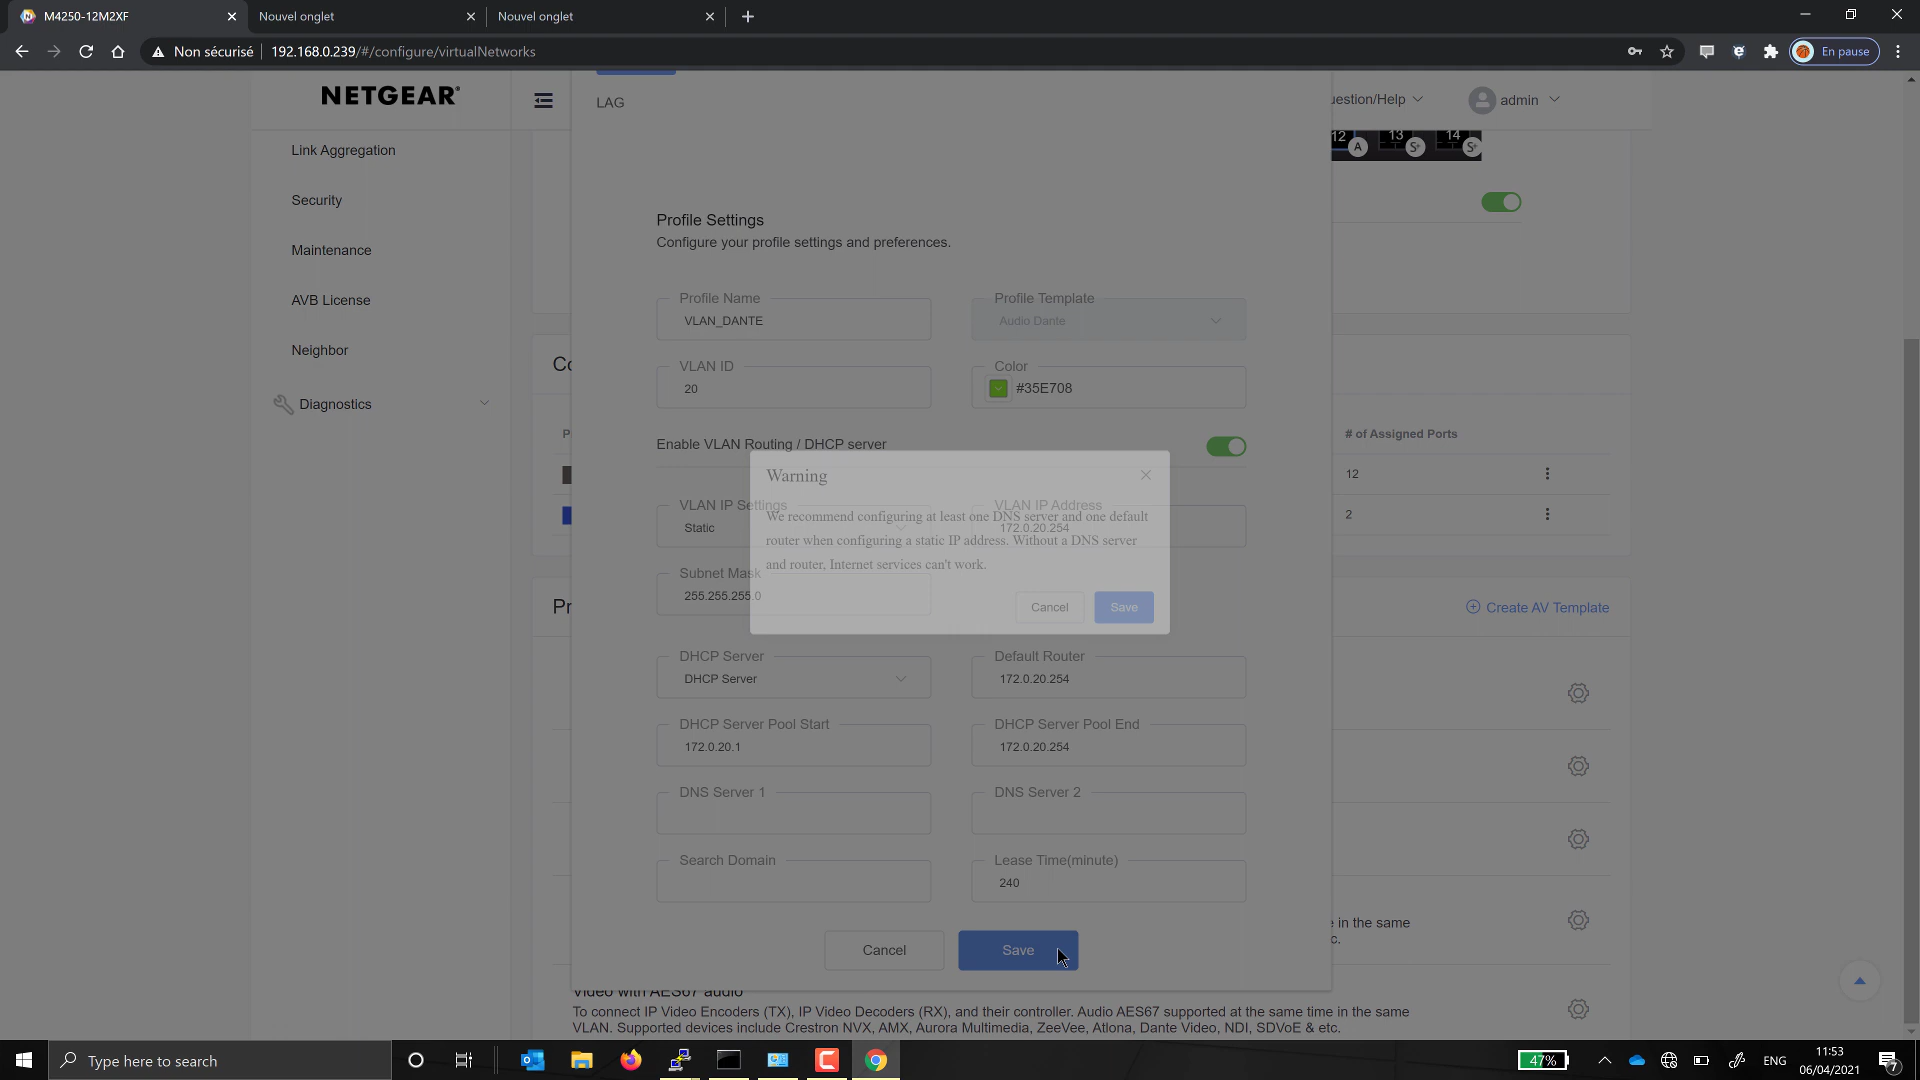 M4250-12M2XF
Nouvel onglet
Nouvel onglet
Non sécurisé
192.168.0.239/#/configure/virtualNetworks
En pause
NETGEAR
LAG
uestion/Help
admin
12
A
13
S+
14
S+
Link Aggregation
Security
Maintenance
AVB License
Neighbor
Diagnostics
Profile Settings
Configure your profile settings and preferences.
Profile Name
VLAN_DANTE
Profile Template
Audio Dante
VLAN ID
20
Color
#35E708
Enable VLAN Routing / DHCP server
Co
P
# of Assigned Ports
12
2
Warning
We recommend configuring at least one DNS server and one default
router when configuring a static IP address. Without a DNS server
and router, Internet services can't work.
Cancel
Save
VLAN IP Settings
Static
VLAN IP Address
172.0.20.254
Subnet Mask
255.255.255.0
Pr
Create AV Template
DHCP Server
DHCP Server
Default Router
172.0.20.254
DHCP Server Pool Start
172.0.20.1
DHCP Server Pool End
172.0.20.254
DNS Server 1
DNS Server 2
Search Domain
Lease Time(minute)
240
e in the same
c.
Cancel
Save
Video with AES67 audio
To connect IP Video Encoders (TX), IP Video Decoders (RX), and their controller. Audio AES67 supported at the same time in the same
VLAN. Supported devices include Crestron NVX, AMX, Aurora Multimedia, ZeeVee, Atlona, Dante Video, NDI, SDVoE & etc.
Type here to search
47%
ENG
11:53
06/04/2021
7